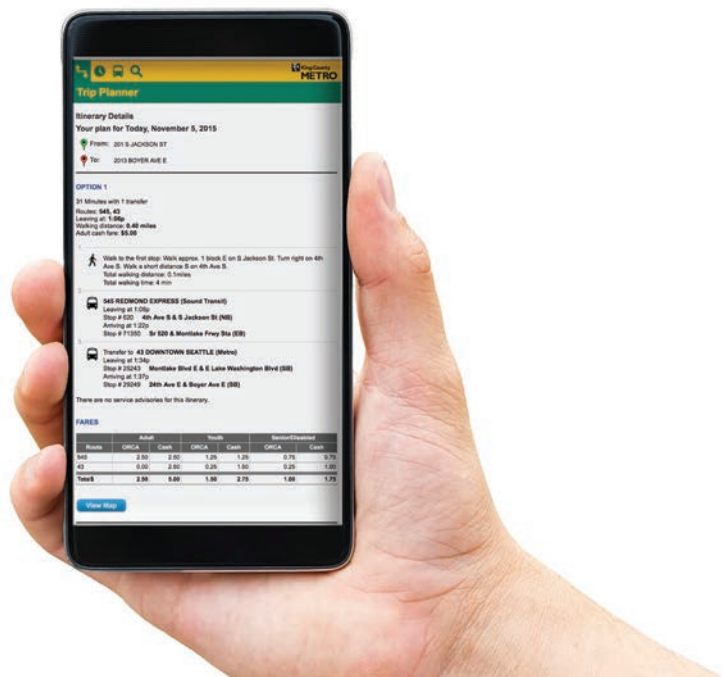 King County
METRO
Trip Planner
Itinerary Details
Your plan for Today, November 5, 2015
From: 201 S JACKSON ST
To: 2013 BOYER AVE E
OPTION 1
31 Minutes with 1 transfer
Routes: 545, 43
Leaving at: 1:06p
Walking distance: 0.40 miles
Adult cash fare: $5.00
1
Walk to the first stop: Walk approx. 1 block E on S Jackson St. Turn right on 4th
Ave S. Walk a short distance S on 4th Ave S.
Total walking distance: 0.1miles
Total walking time: 4 min
2
545 REDMOND EXPRESS (Sound Transit)
Leaving at 1:06p
Stop # 620 4th Ave S & S Jackson St (NB)
Arriving at 1:22p
Stop # 71350 Sr 520 & Montlake Frwy Sta (EB)
3
Transfer to 43 DOWNTOWN SEATTLE (Metro)
Leaving at 1:34p
Stop # 25243 Montlake Blvd E & E Lake Washington Blvd (SB)
Arriving at 1:37p
Stop # 29249 24th Ave E & Boyer Ave E (SB)
There are no service advisories for this itinerary.
FARES
Adult Youth Senior/Disabled
Route ORCA Cash ORCA Cash ORCA Cash
545 2.50 2.50 1.25 1.25 0.75 0.75
43 0.00 2.50 0.25 1.50 0.25 1.00
Total$ 2.50 5.00 1.50 2.75 1.00 1.75
View Map